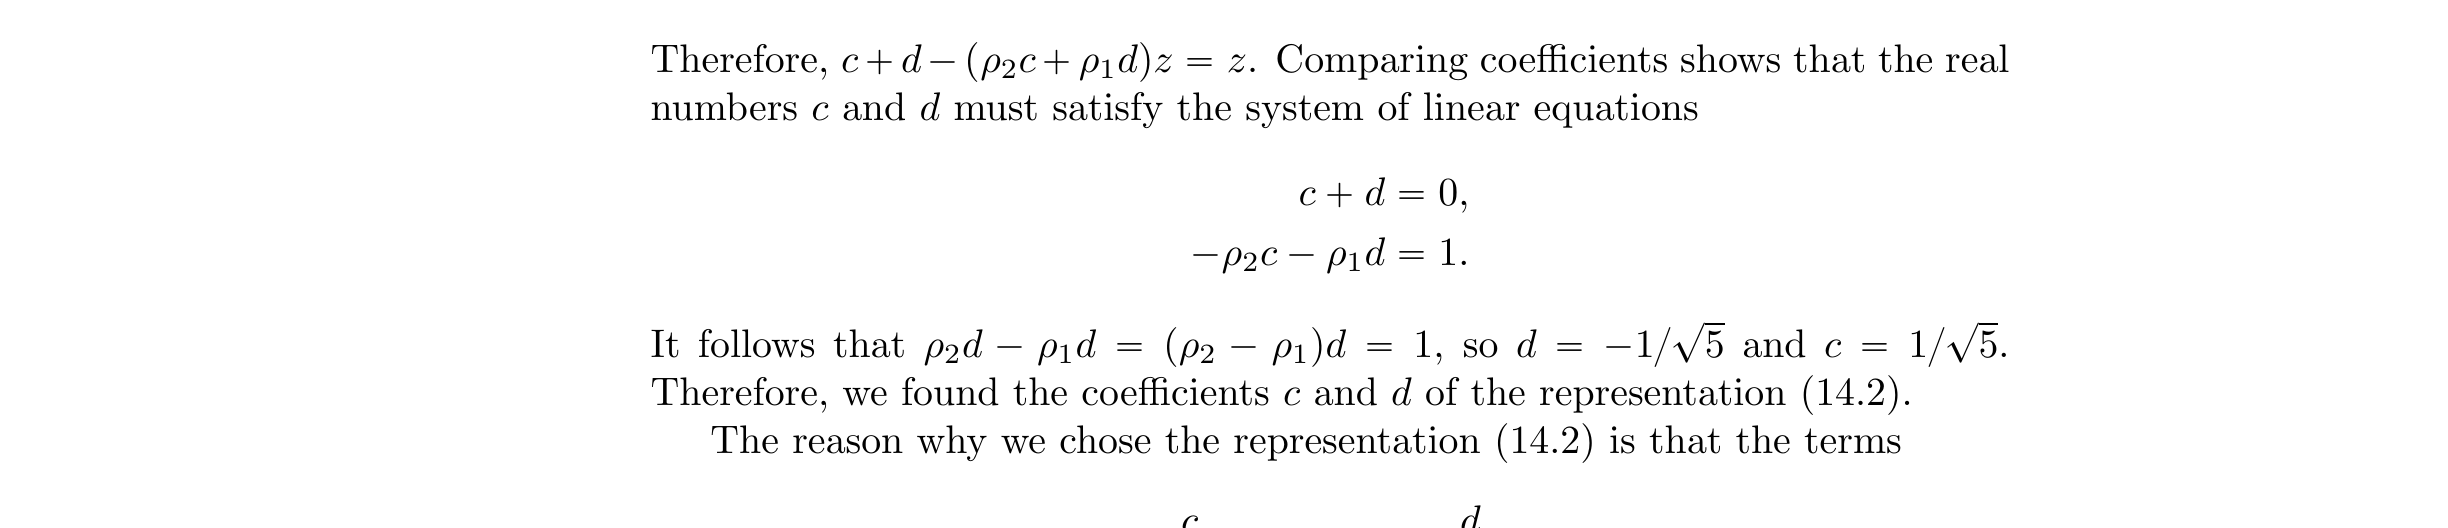 Therefore, c + d − (ρ₂c + ρ₁d)z = z. Comparing coefficients shows that the real
numbers c and d must satisfy the system of linear equations
c + d = 0,
−ρ₂c − ρ₁d = 1.
It follows that ρ₂d − ρ₁d = (ρ₂ − ρ₁)d = 1, so d = −1/√5 and c = 1/√5.
Therefore, we found the coefficients c and d of the representation (14.2).
The reason why we chose the representation (14.2) is that the terms
c d